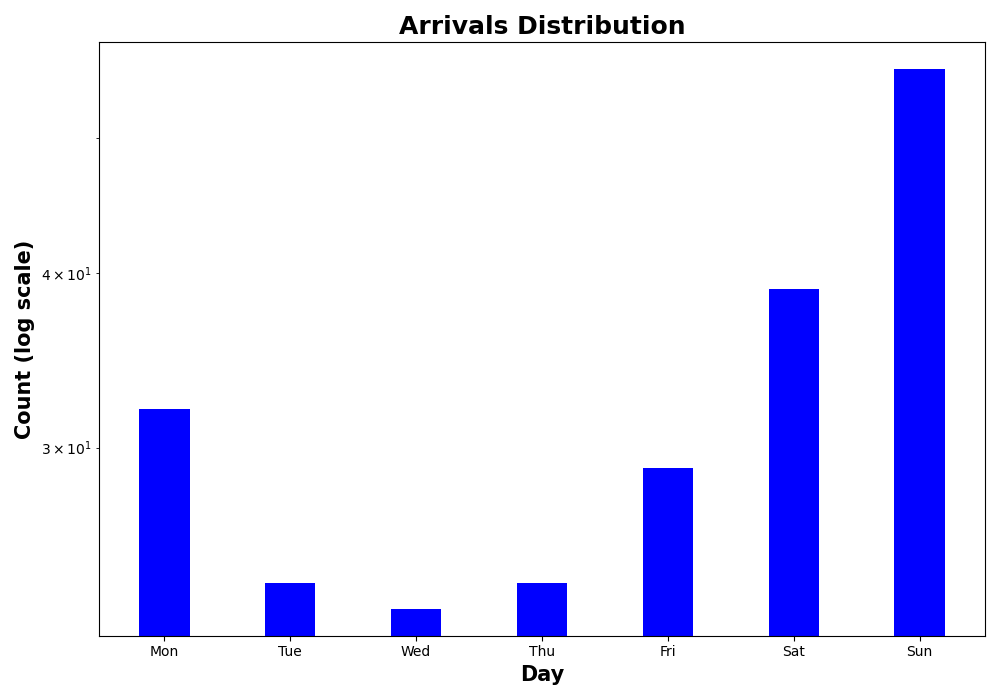 Arrivals Distribution
Count (log scale)
4 × 10¹
3 × 10¹
Mon Tue Wed Thu Fri Sat Sun
Day